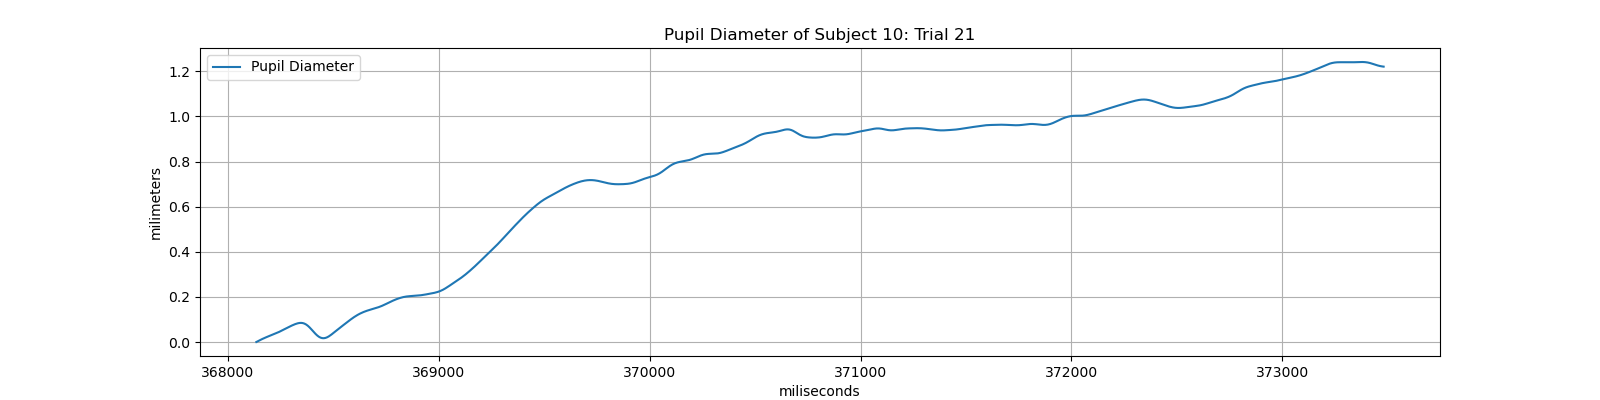 Pupil Diameter of Subject 10: Trial 21
Pupil Diameter
1.2
1.0
0.8
0.6
0.4
0.2
0.0
milimeters
368000 369000 370000 371000 372000 373000
miliseconds